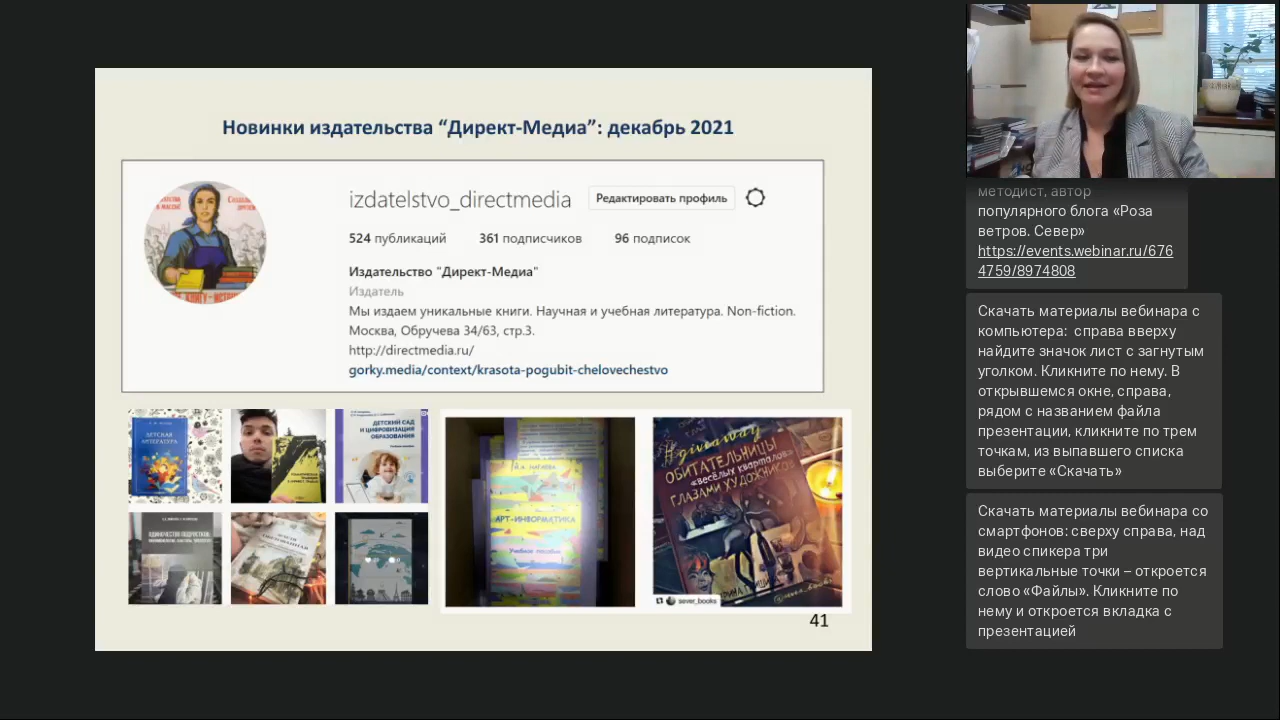 Новинки издательства “Директ-Медиа”: декабрь 2021
izdatelstvo_directmedia
Редактировать профиль
524 публикаций 361 подписчиков 96 подписок
Издательство "Директ-Медиа"
Издатель
Мы издаем уникальные книги. Научная и учебная литература. Non-fiction.
Москва, Обручева 34/63, стр.3.
http://directmedia.ru/
gorky.media/context/krasota-pogubit-chelovechestvo
ДЕТСКАЯ
ЛИТЕРАТУРА
ДЕТСКИЙ САД
И ЦИФРОВИЗАЦИЯ
ОБРАЗОВАНИЯ
ОДИНОЧЕСТВО ПОДРОСТКОВ:
АРТ-ИНФОРМАТИКА
Учебное пособие
#giveaway
ОБИТАТЕЛЬНИЦЫ
«ВЕСЁЛЫХ КВАРТАЛОВ»
ГЛАЗАМИ ХУДОЖНИКОВ
sever_books
41
методист, автор
популярного блога «Роза
ветров. Север»
https://events.webinar.ru/676
4759/8974808
Скачать материалы вебинара с
компьютера: справа вверху
найдите значок лист с загнутым
уголком. Кликните по нему. В
открывшемся окне, справа,
рядом с названием файла
презентации, кликните по трем
точкам, из выпавшего списка
выберите «Скачать»
Скачать материалы вебинара со
смартфонов: сверху справа, над
видео спикера три
вертикальные точки – откроется
слово «Файлы». Кликните по
нему и откроется вкладка с
презентацией